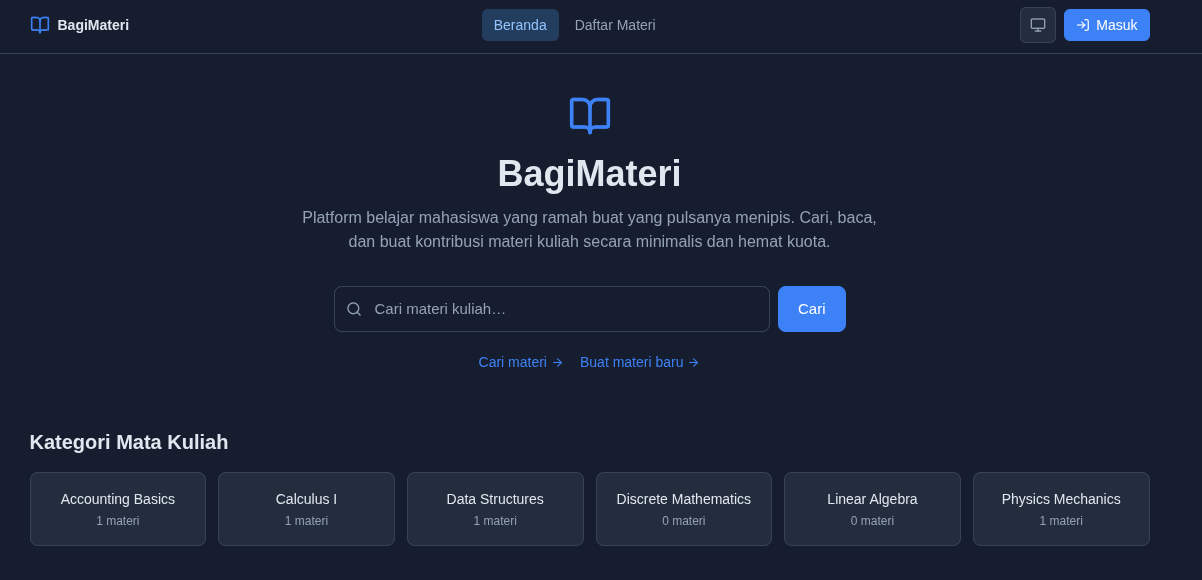 BagiMateri
Beranda
Daftar Materi
Masuk
BagiMateri
Platform belajar mahasiswa yang ramah buat yang pulsanya menipis. Cari, baca,
dan buat kontribusi materi kuliah secara minimalis dan hemat kuota.
Cari materi kuliah…
Cari
Cari materi →
Buat materi baru →
Kategori Mata Kuliah
Accounting Basics
1 materi
Calculus I
1 materi
Data Structures
1 materi
Discrete Mathematics
0 materi
Linear Algebra
0 materi
Physics Mechanics
1 materi